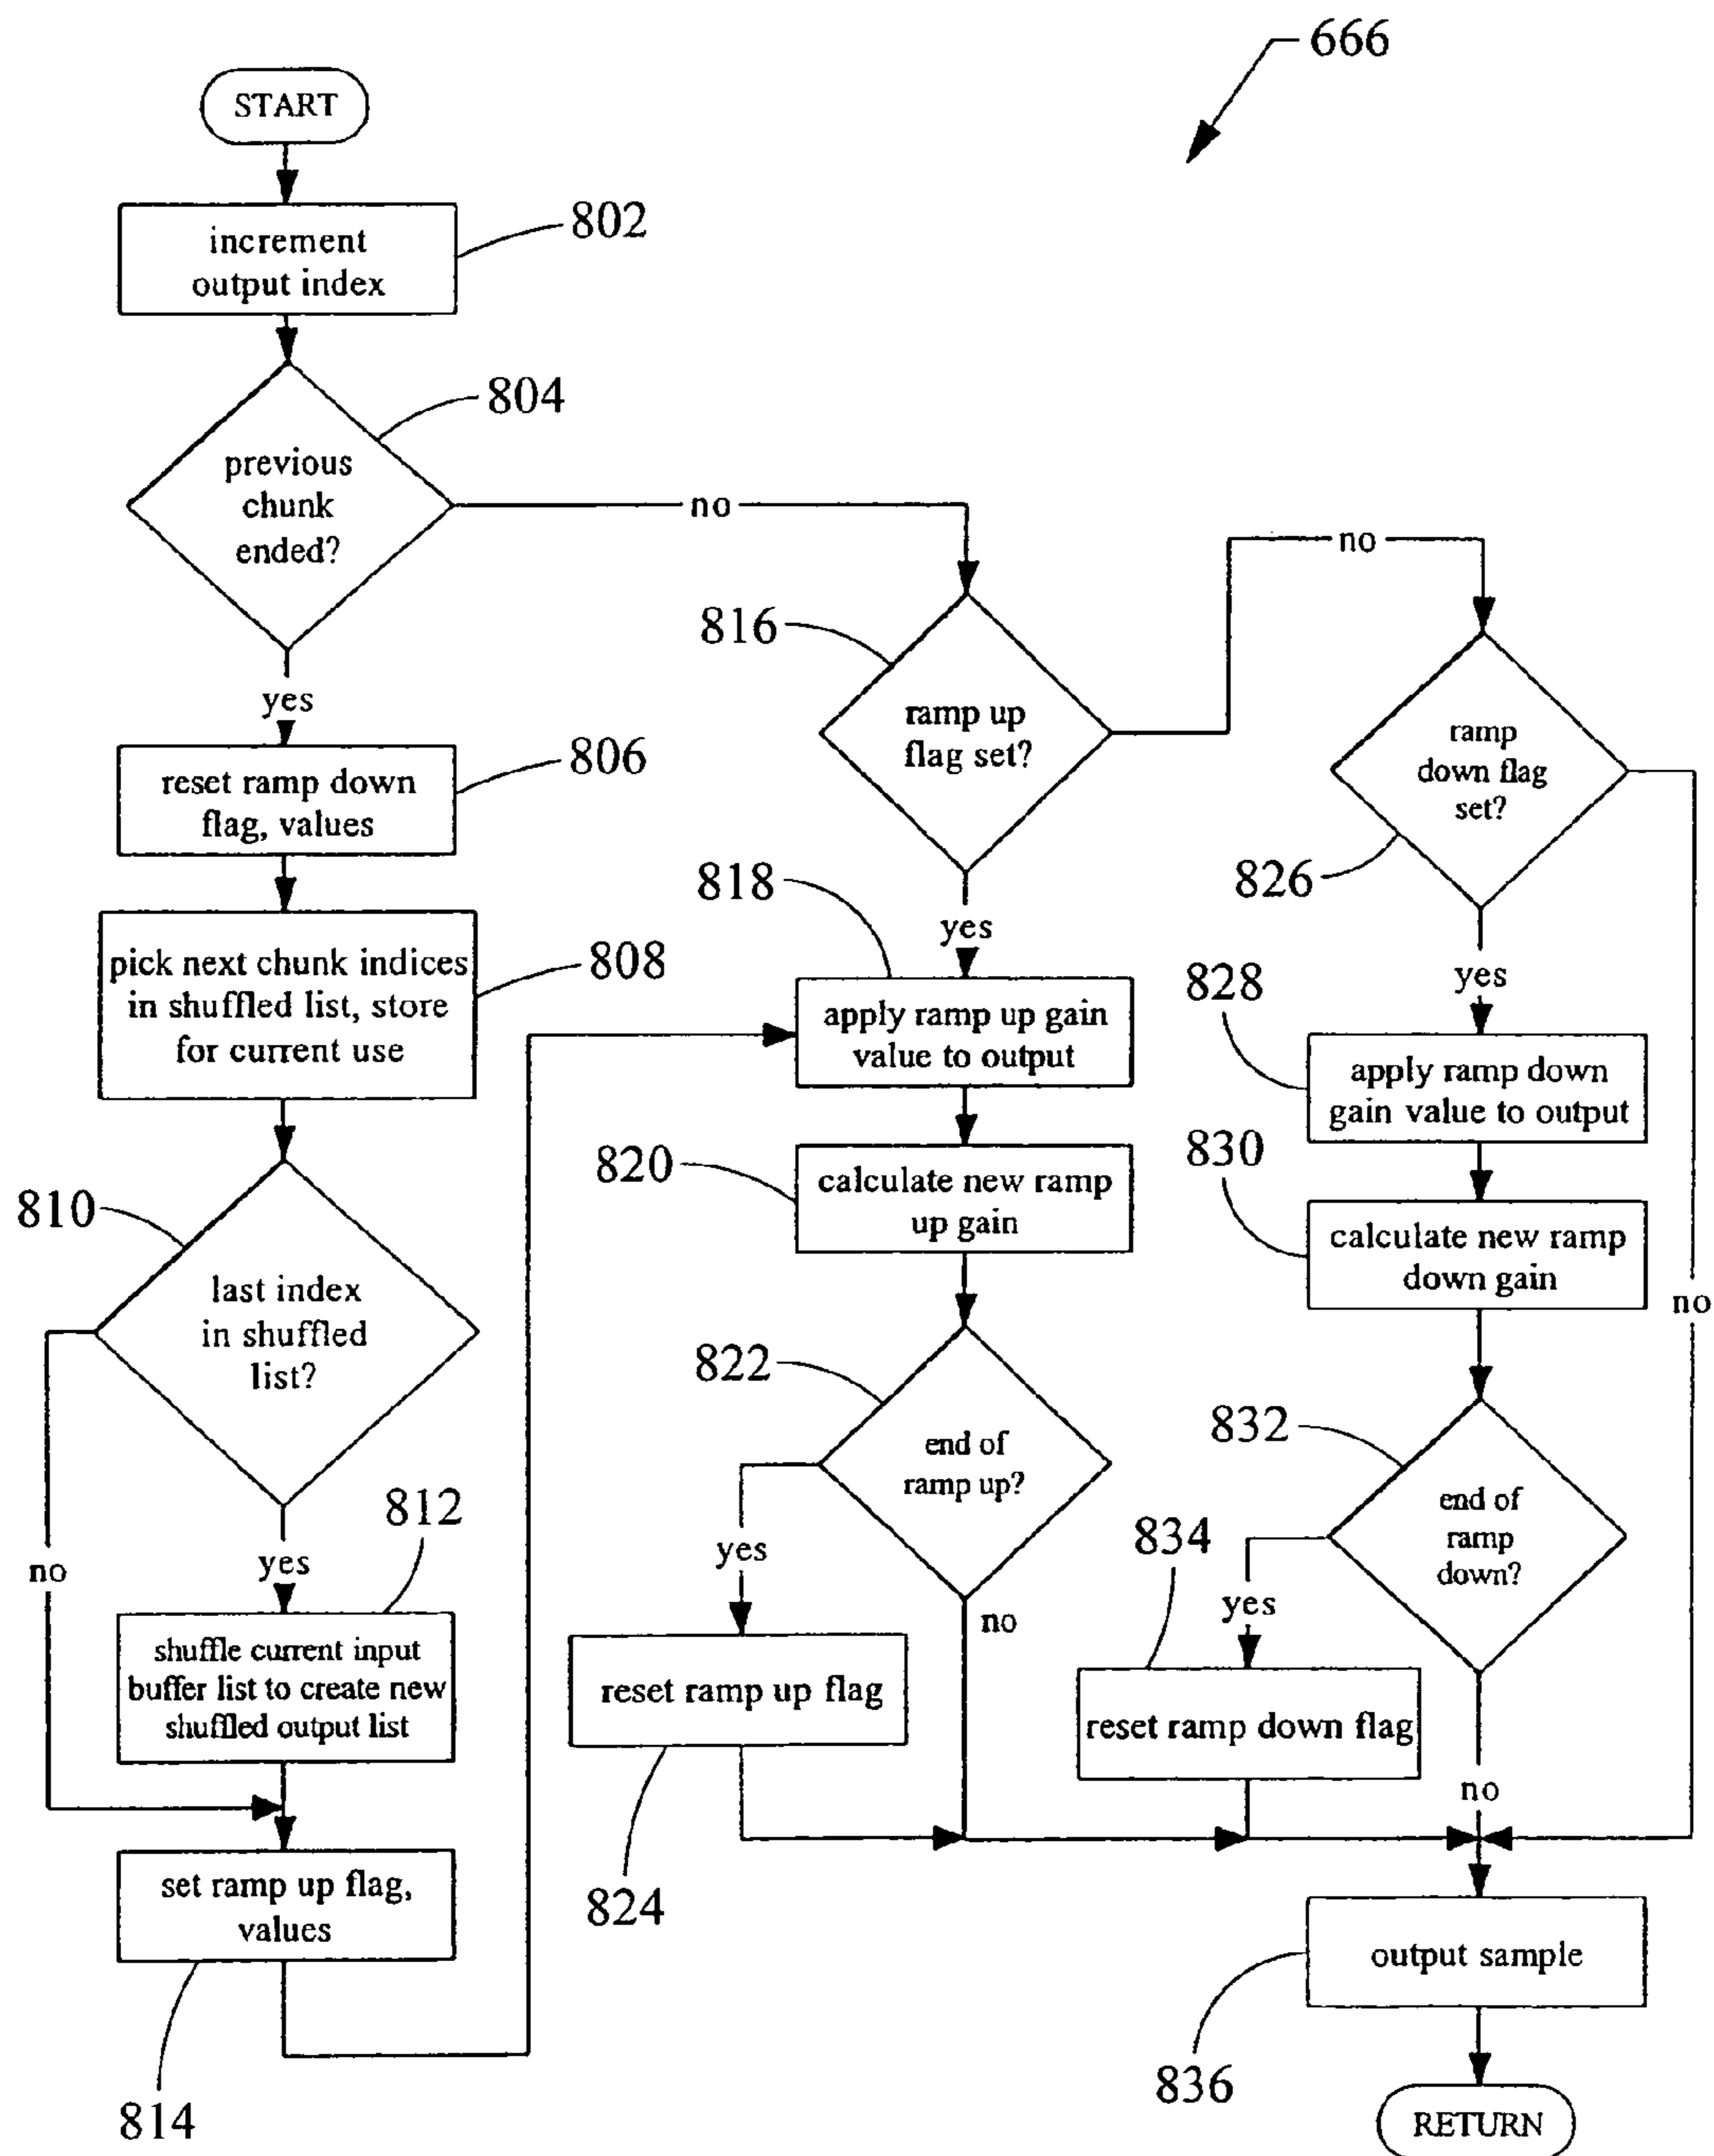 666
START
increment
output index
802
previous
chunk
ended?
804
no
yes
reset ramp down
flag, values
806
pick next chunk indices
in shuffled list, store
for current use
808
last index
in shuffled
list?
810
no
yes
812
shuffle current input
buffer list to create new
shuffled output list
set ramp up flag,
values
814
816
ramp up
flag set?
no
yes
818
apply ramp up gain
value to output
820
calculate new ramp
up gain
822
end of
ramp up?
yes
no
reset ramp up flag
824
ramp
down flag
set?
826
no
yes
828
apply ramp down
gain value to output
830
calculate new ramp
down gain
832
end of
ramp
down?
834
yes
reset ramp down flag
no
output sample
836
RETURN